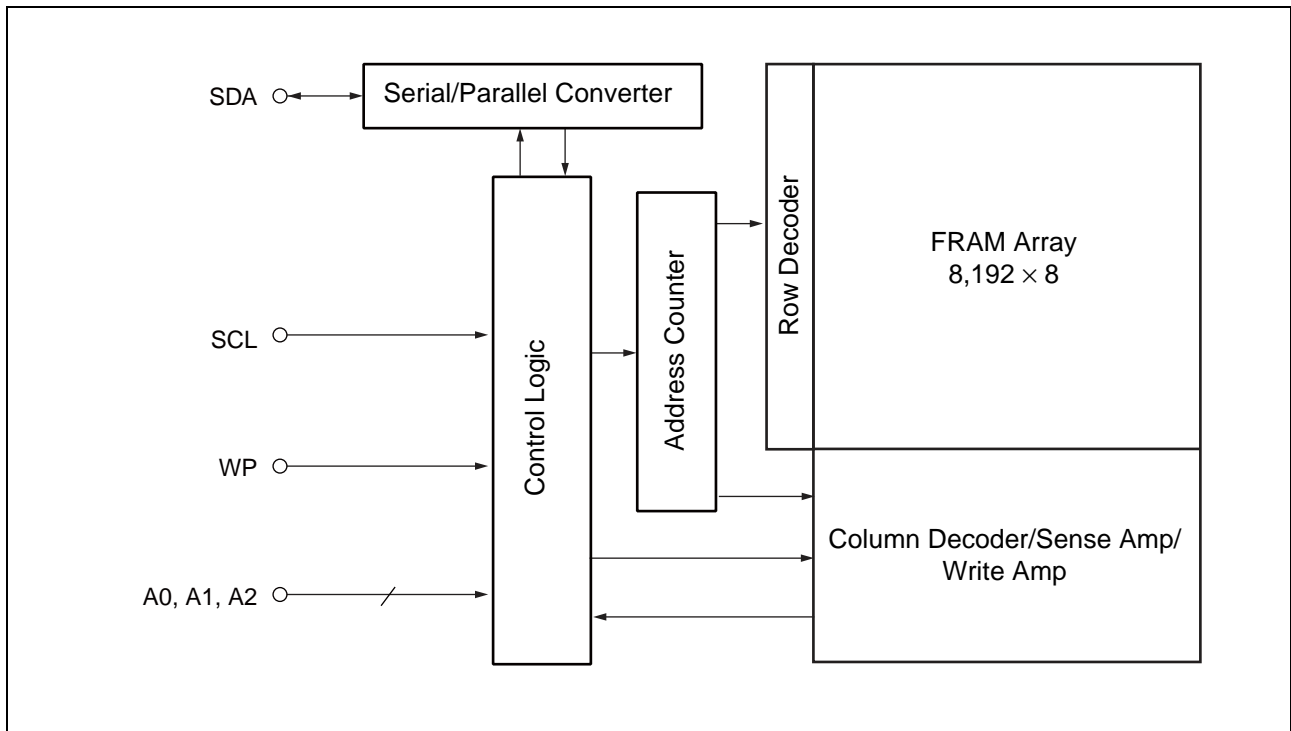 SDA
Serial/Parallel Converter
SCL
WP
A0, A1, A2
Control Logic
Address Counter
Row Decoder
FRAM Array
8,192 × 8
Column Decoder/Sense Amp/
Write Amp